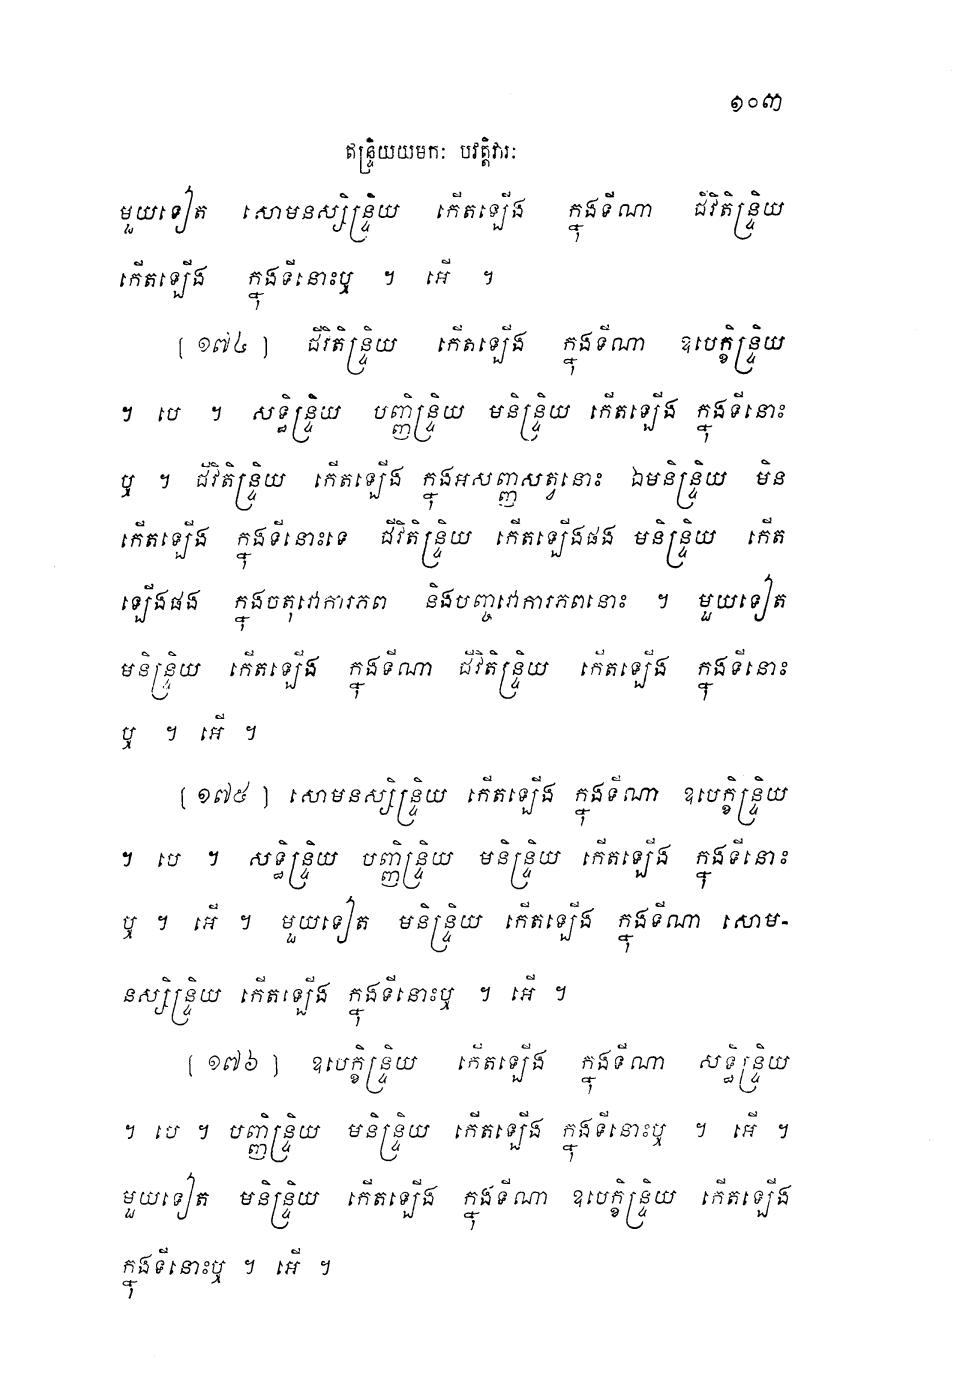 ១០៣
ឥន្ទ្រិយយមកៈ បវត្តិវារៈ
មួយទៀត សោមនស្សិន្ទ្រិយ កើតឡើង ក្នុងទីណា ជីវិតិន្ទ្រិយ
កើតឡើង ក្នុងទីនោះឬ ។ អើ ។
(១៧៤) ជីវិតិន្ទ្រិយ កើតឡើង ក្នុងទីណា ឧបេក្ខិន្ទ្រិយ
។ បេ ។ សទ្ធិន្ទ្រិយ បញ្ញិន្ទ្រិយ មនិន្ទ្រិយ កើតឡើង ក្នុងទីនោះ
ឬ ។ ជីវិតិន្ទ្រិយ កើតឡើង ក្នុងអសញ្ញសត្វនោះ ឯមនិន្ទ្រិយ មិន
កើតឡើង ក្នុងទីនោះទេ ជីវិតិន្ទ្រិយ កើតឡើងផង មនិន្ទ្រិយ កើត
ឡើងផង ក្នុងចតុវោការភព និងបញ្ចវោការភពនោះ ។ មួយទៀត
មនិន្ទ្រិយ កើតឡើង ក្នុងទីណា ជីវិតិន្ទ្រិយ កើតឡើង ក្នុងទីនោះ
ឬ ។ អើ ។
(១៧៥) សោមនស្សិន្ទ្រិយ កើតឡើង ក្នុងទីណា ឧបេក្ខិន្ទ្រិយ
។ បេ ។ សទ្ធិន្ទ្រិយ បញ្ញិន្ទ្រិយ មនិន្ទ្រិយ កើតឡើង ក្នុងទីនោះ
ឬ ។ អើ ។ មួយទៀត មនិន្ទ្រិយ កើតឡើង ក្នុងទីណា សោម-
នស្សិន្ទ្រិយ កើតឡើង ក្នុងទីនោះឬ ។ អើ ។
(១៧៦) ឧបេក្ខិន្ទ្រិយ កើតឡើង ក្នុងទីណា សទ្ធិន្ទ្រិយ
។ បេ ។ បញ្ញិន្ទ្រិយ មនិន្ទ្រិយ កើតឡើង ក្នុងទីនោះឬ ។ អើ ។
មួយទៀត មនិន្ទ្រិយ កើតឡើង ក្នុងទីណា ឧបេក្ខិន្ទ្រិយ កើតឡើង
ក្នុងទីនោះឬ ។ អើ ។